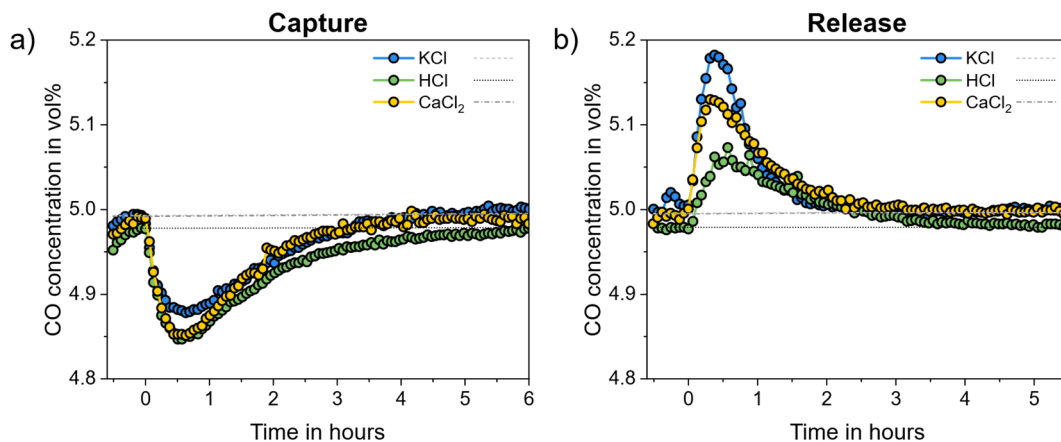 a)
Capture
CO concentration in vol%
5.2
5.1
5.0
4.9
4.8
KCl
HCl
CaCl₂
0 1 2 3 4 5 6
Time in hours
b)
Release
CO concentration in vol%
5.2
5.1
5.0
4.9
4.8
KCl
HCl
CaCl₂
0 1 2 3 4 5
Time in hours